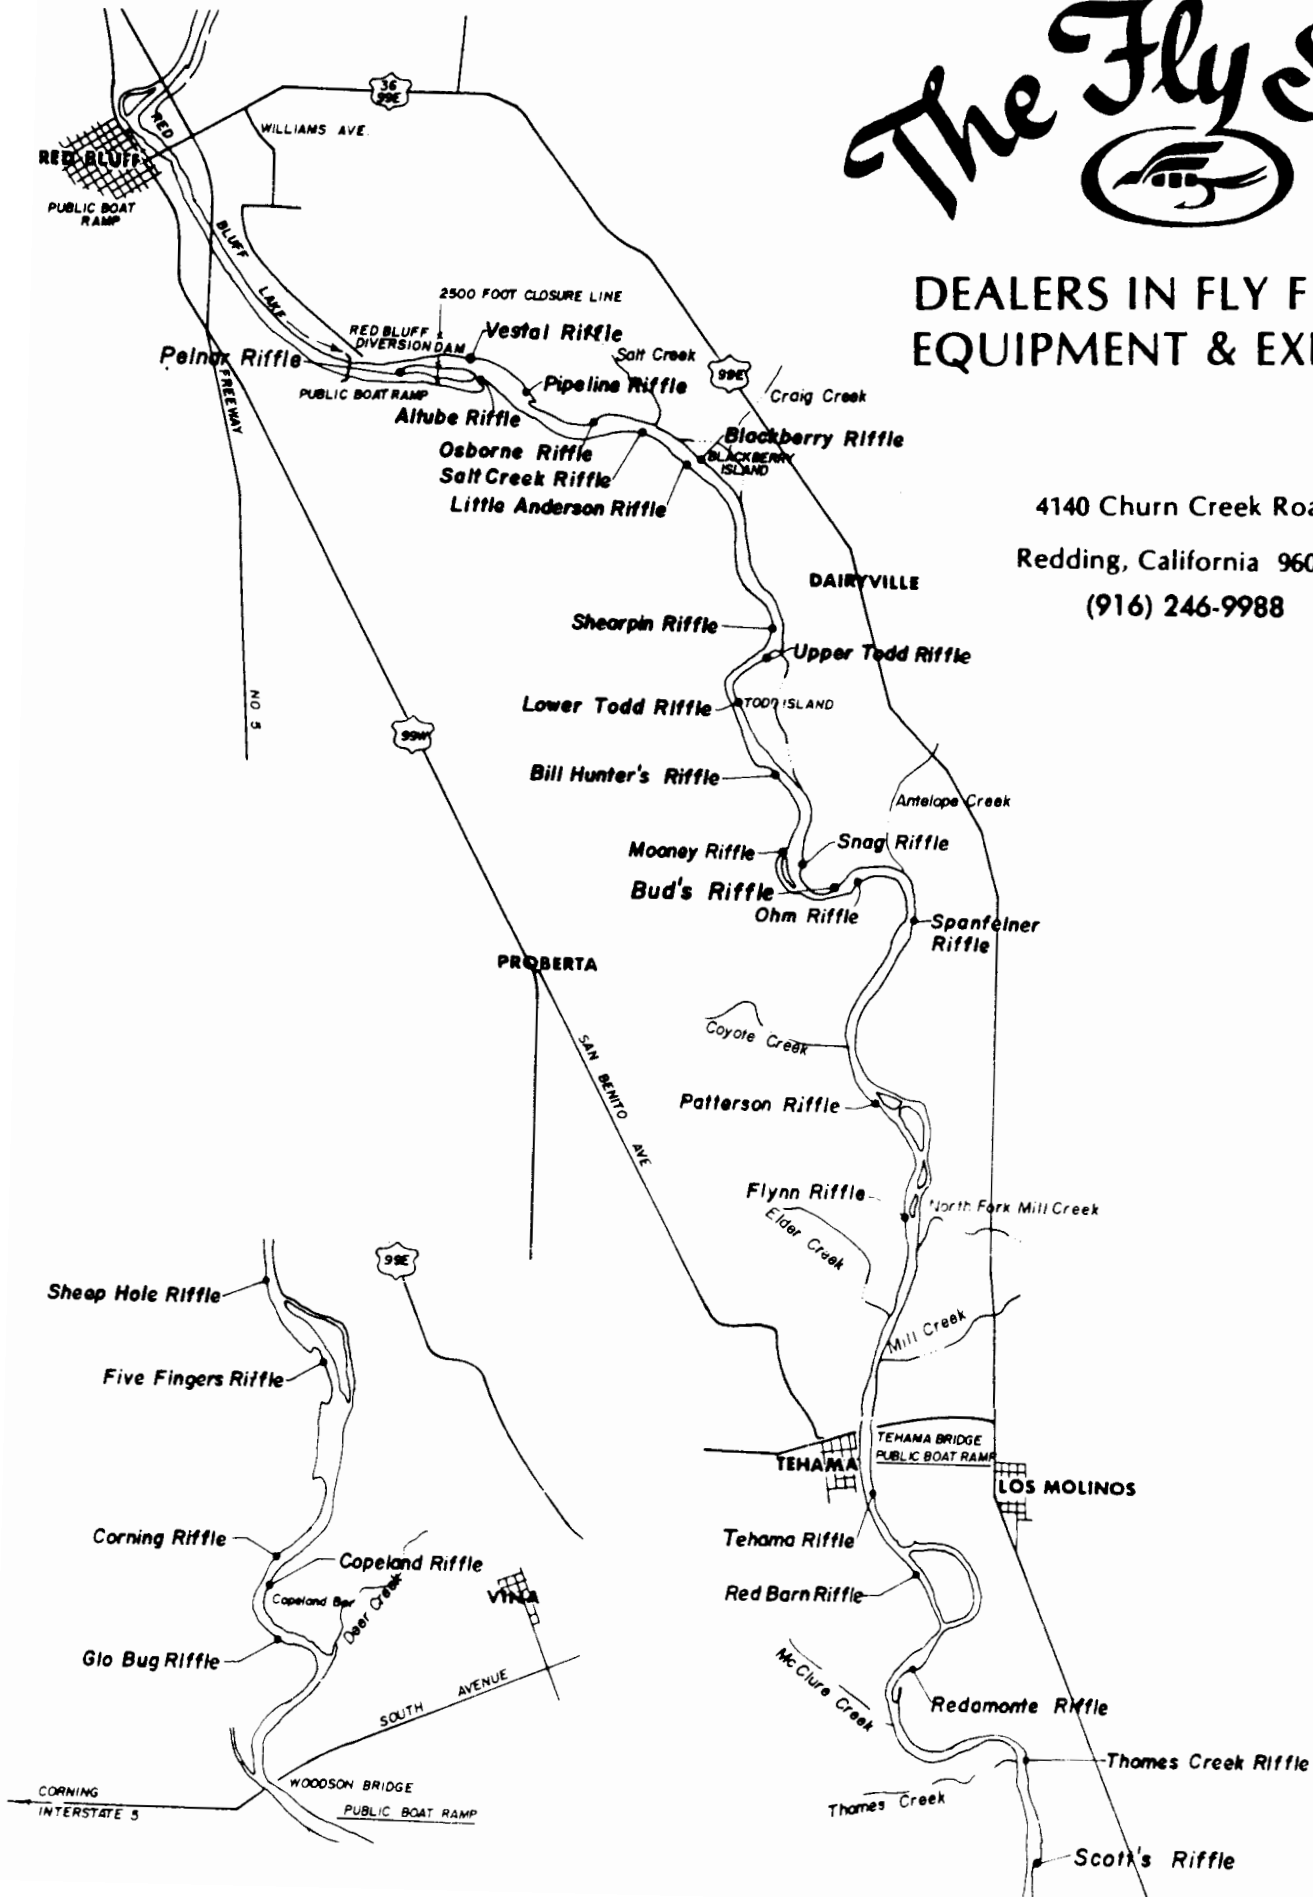 The Fly
DEALERS IN FLY F
EQUIPMENT & EX
4140 Churn Creek Roa
Redding, California 960
(916) 246-9988
36
99E
WILLIAMS AVE.
RED BLUFF
PUBLIC BOAT
RAMP
RED
BLUFF
LAKE
2500 FOOT CLOSURE LINE
RED BLUFF
DIVERSION DAM
Vestal Riffle
Pelnar Riffle
FREEWAY
PUBLIC BOAT RAMP
Salt Creek
Pipeline Riffle
99E
Craig Creek
Altube Riffle
Osborne Riffle
Blackberry Riffle
BLACKBERRY
ISLAND
Salt Creek Riffle
Little Anderson Riffle
DAIRYVILLE
Shearpin Riffle
Upper Todd Riffle
NO 5
Lower Todd Riffle
TODD ISLAND
99W
Bill Hunter's Riffle
Antelope Creek
Mooney Riffle
Snag Riffle
Bud's Riffle
Ohm Riffle
Spanfelner
Riffle
PROBERTA
Coyote Creek
SAN BENITO AVE
Patterson Riffle
Flynn Riffle
North Fork Mill Creek
Elder Creek
99E
Sheep Hole Riffle
Mill Creek
Five Fingers Riffle
TEHAMA BRIDGE
PUBLIC BOAT RAMP
TEHAMA
LOS MOLINOS
Corning Riffle
Tehama Riffle
Copeland Riffle
Copeland Bar
Deer Creek
VINA
Red Barn Riffle
Glo Bug Riffle
McClure Creek
SOUTH AVENUE
Redamonte Riffle
Thomes Creek Riffle
WOODSON BRIDGE
PUBLIC BOAT RAMP
CORNING
INTERSTATE 5
Thomes Creek
Scott's Riffle